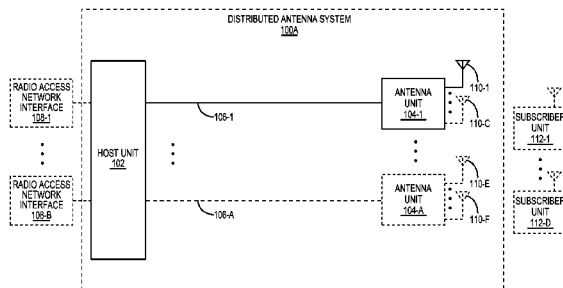 DISTRIBUTED ANTENNA SYSTEM
100A
RADIO ACCESS
NETWORK
INTERFACE
108-1
HOST UNIT
102
106-1
ANTENNA
UNIT
104-1
110-1
110-C
SUBSCRIBER
UNIT
112-1
RADIO ACCESS
NETWORK
INTERFACE
108-B
106-A
ANTENNA
UNIT
104-A
110-E
110-F
SUBSCRIBER
UNIT
112-D